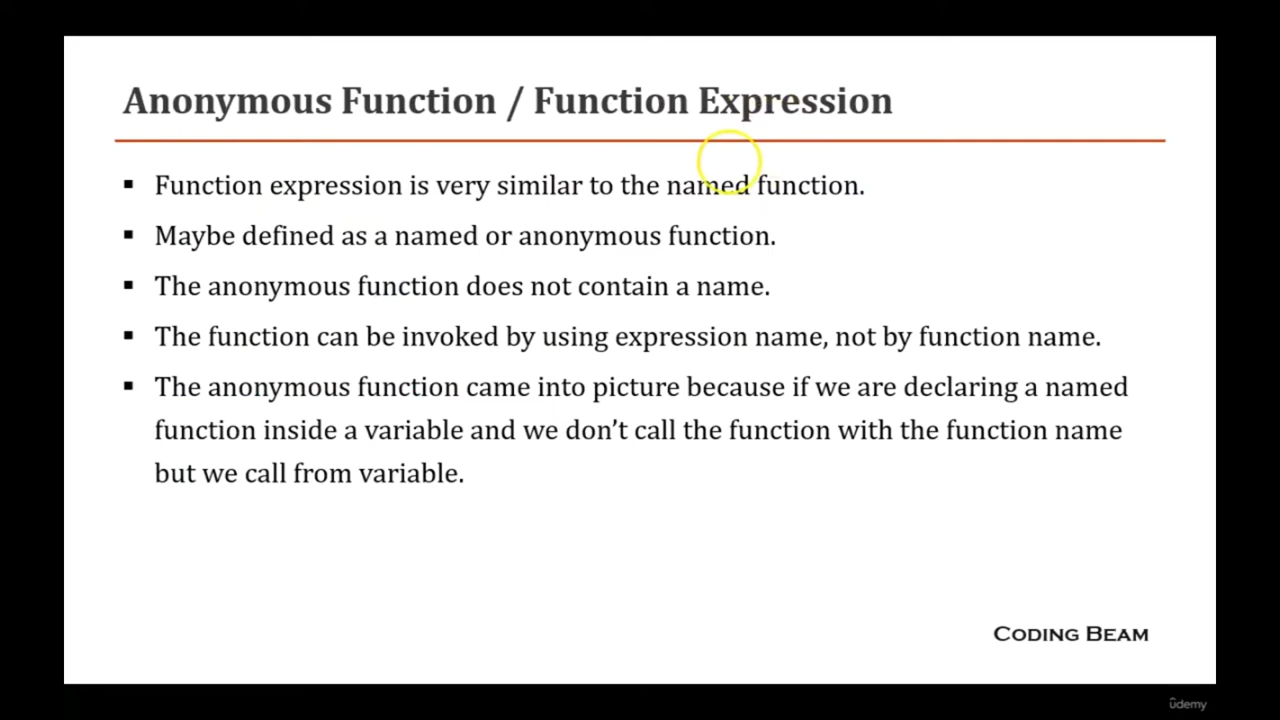 Anonymous Function / Function Expression
▪ Function expression is very similar to the named function.
▪ Maybe defined as a named or anonymous function.
▪ The anonymous function does not contain a name.
▪ The function can be invoked by using expression name, not by function name.
▪ The anonymous function came into picture because if we are declaring a named
function inside a variable and we don’t call the function with the function name
but we call from variable.
CODING BEAM
ûdemy